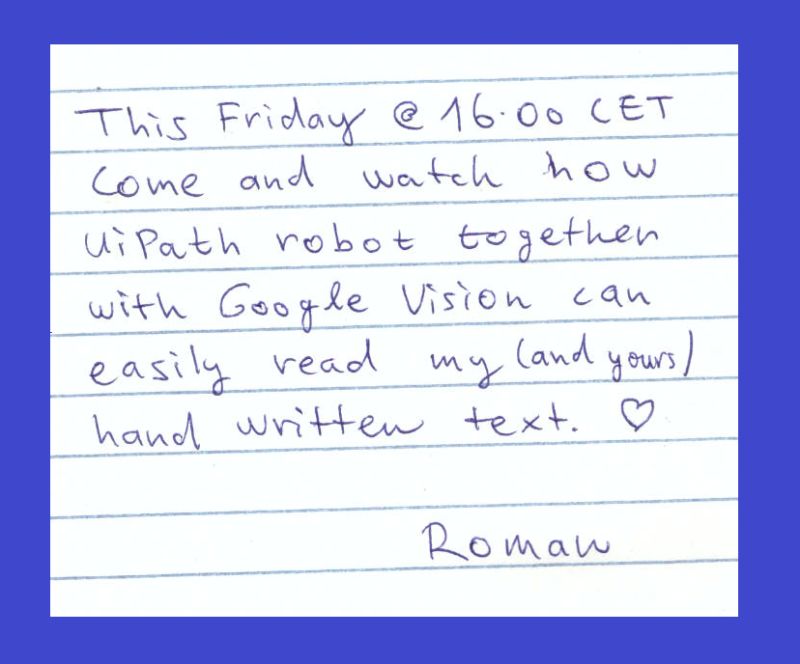 This Friday @ 16.00 CET
Come and watch how
UiPath robot together
with Google Vision can
easily read my (and yours)
hand written text. ♡
Roman